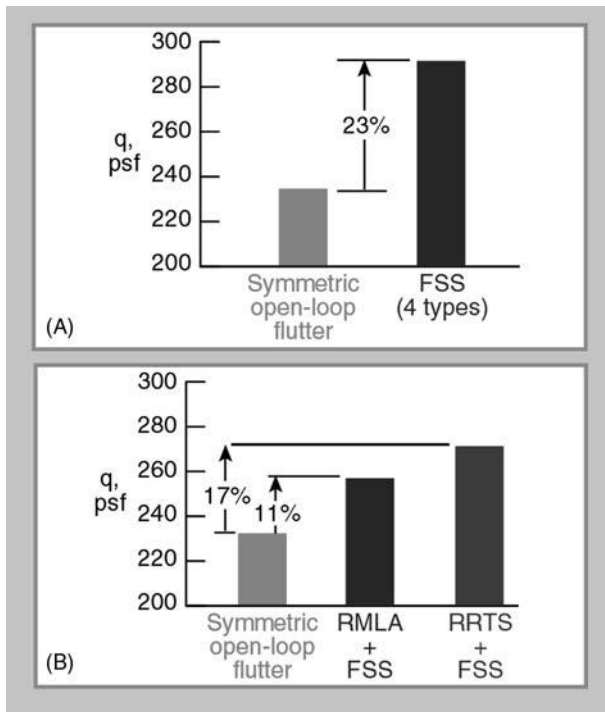 300
280
260
240
220
200
q,
psf
23%
Symmetric
open-loop
flutter
FSS
(4 types)
(A)
300
280
260
240
220
200
q,
psf
17%
11%
Symmetric
open-loop
flutter
RMLA
+
FSS
RRTS
+
FSS
(B)